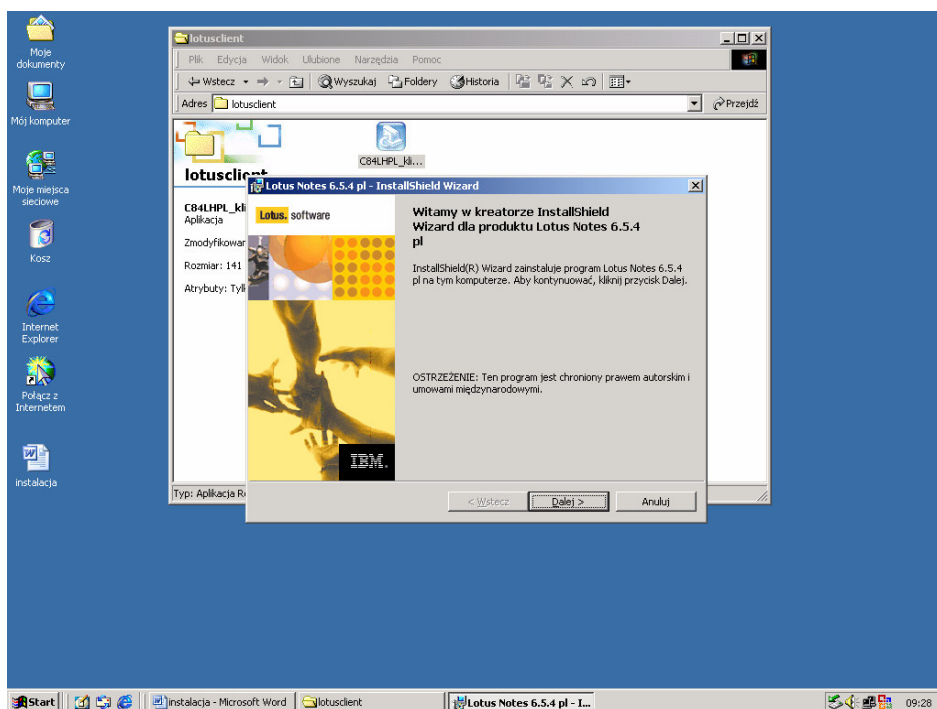 Moje
dokumenty
Mój komputer
Moje miejsca
sieciowe
Kosz
Internet
Explorer
Połącz z
Internetem
instalacja
lotusclient
Plik Edycja Widok Ulubione Narzędzia Pomoc
Wstecz Wyszukaj Foldery Historia
Adres lotusclient Przejdź
C84LHPL_kli...
lotusclient
C84LHPL_kli
Aplikacja
Zmodyfikowan
Rozmiar: 141
Atrybuty: Tyl
Typ: Aplikacja R
Lotus Notes 6.5.4 pl - InstallShield Wizard
Lotus. software
Witamy w kreatorze InstallShield
Wizard dla produktu Lotus Notes 6.5.4
pl
InstallShield(R) Wizard zainstaluje program Lotus Notes 6.5.4
pl na tym komputerze. Aby kontynuować, kliknij przycisk Dalej.
OSTRZEŻENIE: Ten program jest chroniony prawem autorskim i
umowami międzynarodowymi.
IBM.
< Wstecz Dalej > Anuluj
Start instalacja - Microsoft Word lotusclient Lotus Notes 6.5.4 pl - I... 09:28